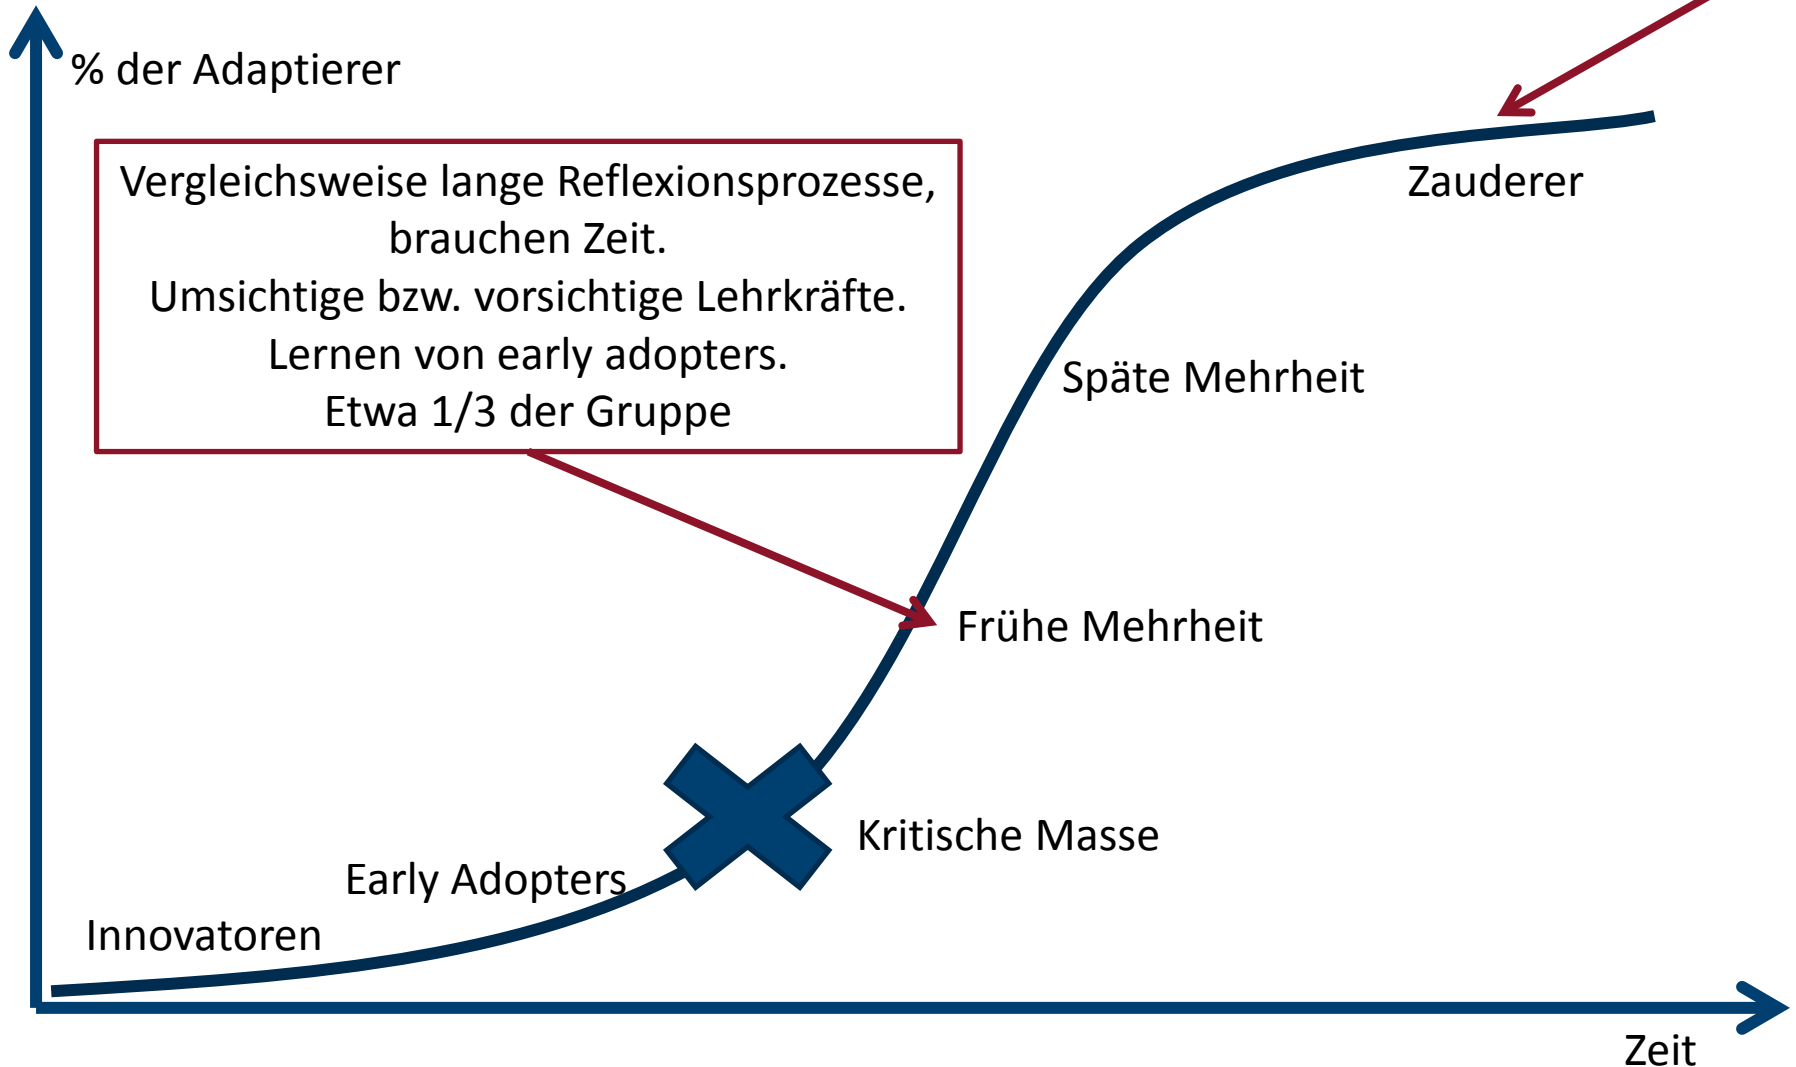 % der Adaptierer
Vergleichsweise lange Reflexionsprozesse,
brauchen Zeit.
Umsichtige bzw. vorsichtige Lehrkräfte.
Lernen von early adopters.
Etwa 1/3 der Gruppe
Zauderer
Späte Mehrheit
Frühe Mehrheit
Kritische Masse
Early Adopters
Innovatoren
Zeit